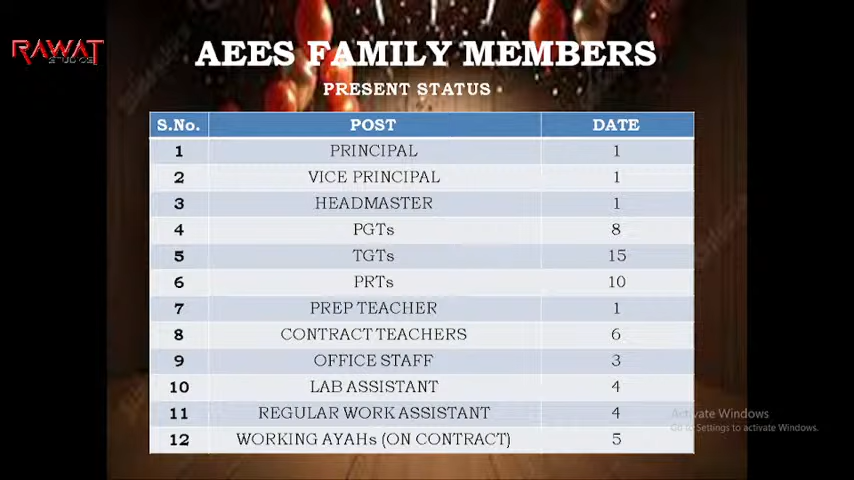 RAWAT
STUDIOS
AEES FAMILY MEMBERS
PRESENT STATUS
S.No. POST DATE
1 PRINCIPAL 1
2 VICE PRINCIPAL 1
3 HEADMASTER 1
4 PGTs 8
5 TGTs 15
6 PRTs 10
7 PREP TEACHER 1
8 CONTRACT TEACHERS 6
9 OFFICE STAFF 3
10 LAB ASSISTANT 4
11 REGULAR WORK ASSISTANT 4
12 WORKING AYAHs (ON CONTRACT) 5
Activate Windows
Go to Settings to activate Windows.